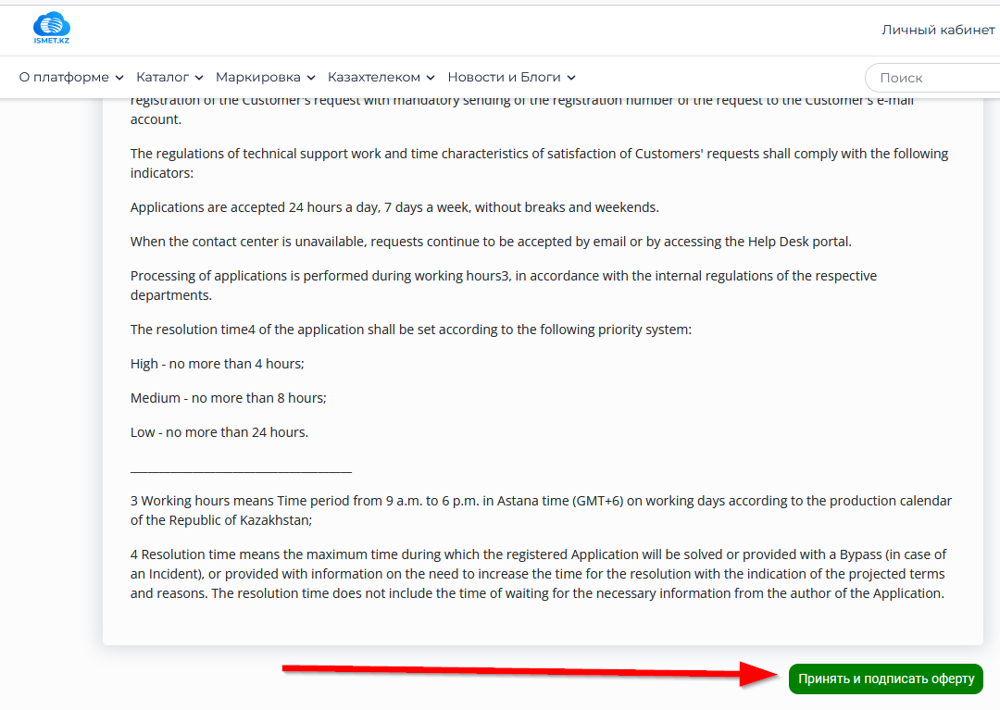 ISMET.KZ
Личный кабинет
О платформе Каталог Маркировка Казахтелеком Новости и Блоги
Поиск
registration of the Customer's request with mandatory sending of the registration number of the request to the Customer's e-mail
account.
The regulations of technical support work and time characteristics of satisfaction of Customers' requests shall comply with the following
indicators:
Applications are accepted 24 hours a day, 7 days a week, without breaks and weekends.
When the contact center is unavailable, requests continue to be accepted by email or by accessing the Help Desk portal.
Processing of applications is performed during working hours3, in accordance with the internal regulations of the respective
departments.
The resolution time4 of the application shall be set according to the following priority system:
High - no more than 4 hours;
Medium - no more than 8 hours;
Low - no more than 24 hours.
__________________________________
3 Working hours means Time period from 9 a.m. to 6 p.m. in Astana time (GMT+6) on working days according to the production calendar
of the Republic of Kazakhstan;
4 Resolution time means the maximum time during which the registered Application will be solved or provided with a Bypass (in case of
an Incident), or provided with information on the need to increase the time for the resolution with the indication of the projected terms
and reasons. The resolution time does not include the time of waiting for the necessary information from the author of the Application.
Принять и подписать оферту